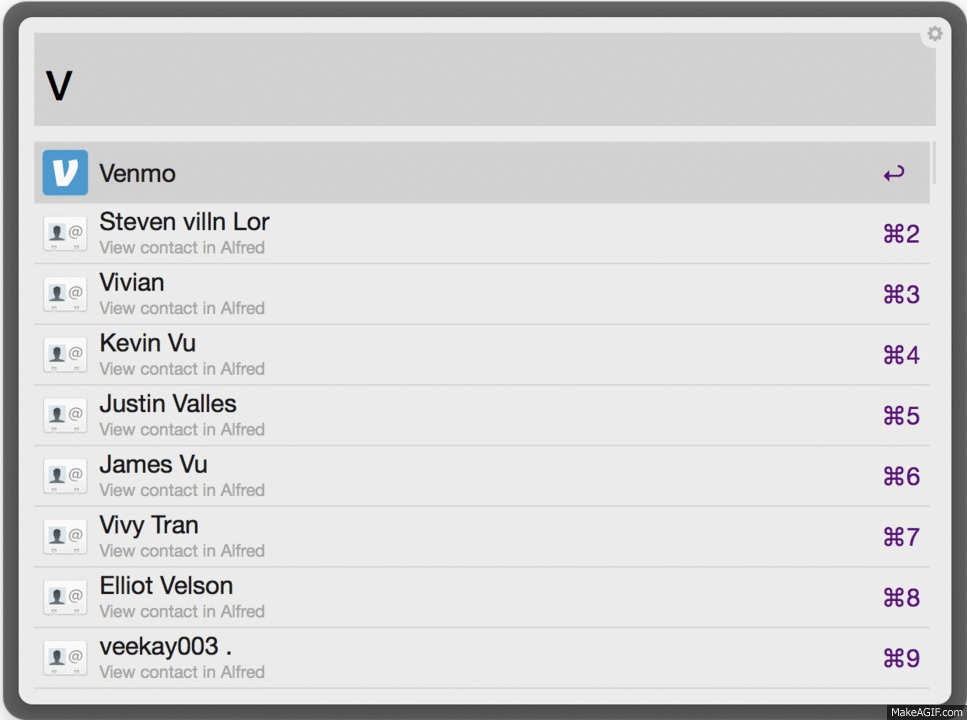 V
Venmo
↩
Steven villn Lor
View contact in Alfred
⌘2
Vivian
View contact in Alfred
⌘3
Kevin Vu
View contact in Alfred
⌘4
Justin Valles
View contact in Alfred
⌘5
James Vu
View contact in Alfred
⌘6
Vivy Tran
View contact in Alfred
⌘7
Elliot Velson
View contact in Alfred
⌘8
veekay003 .
View contact in Alfred
⌘9
MakeAGIF.com